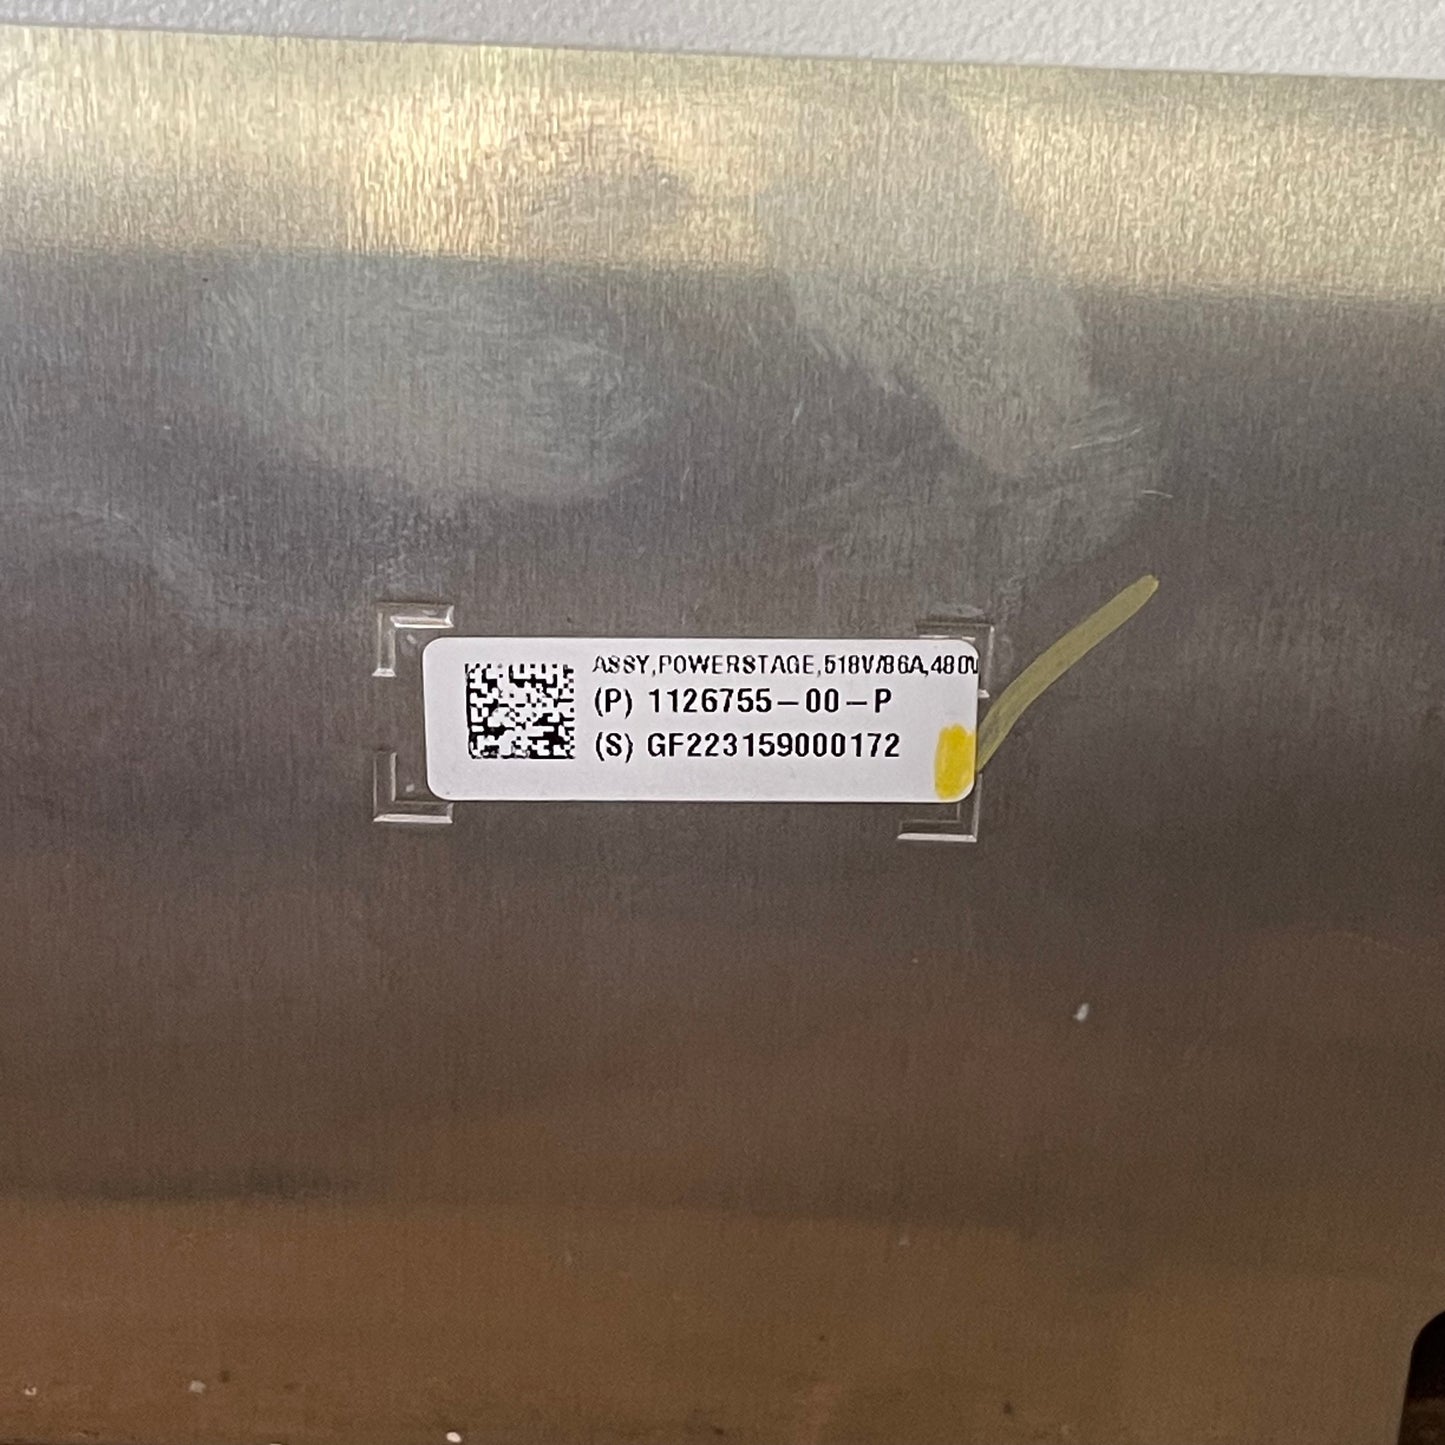 ASSY,POWERSTAGE,518V/86A,480V
(P) 1126755-00-P
(S) GF223159000172